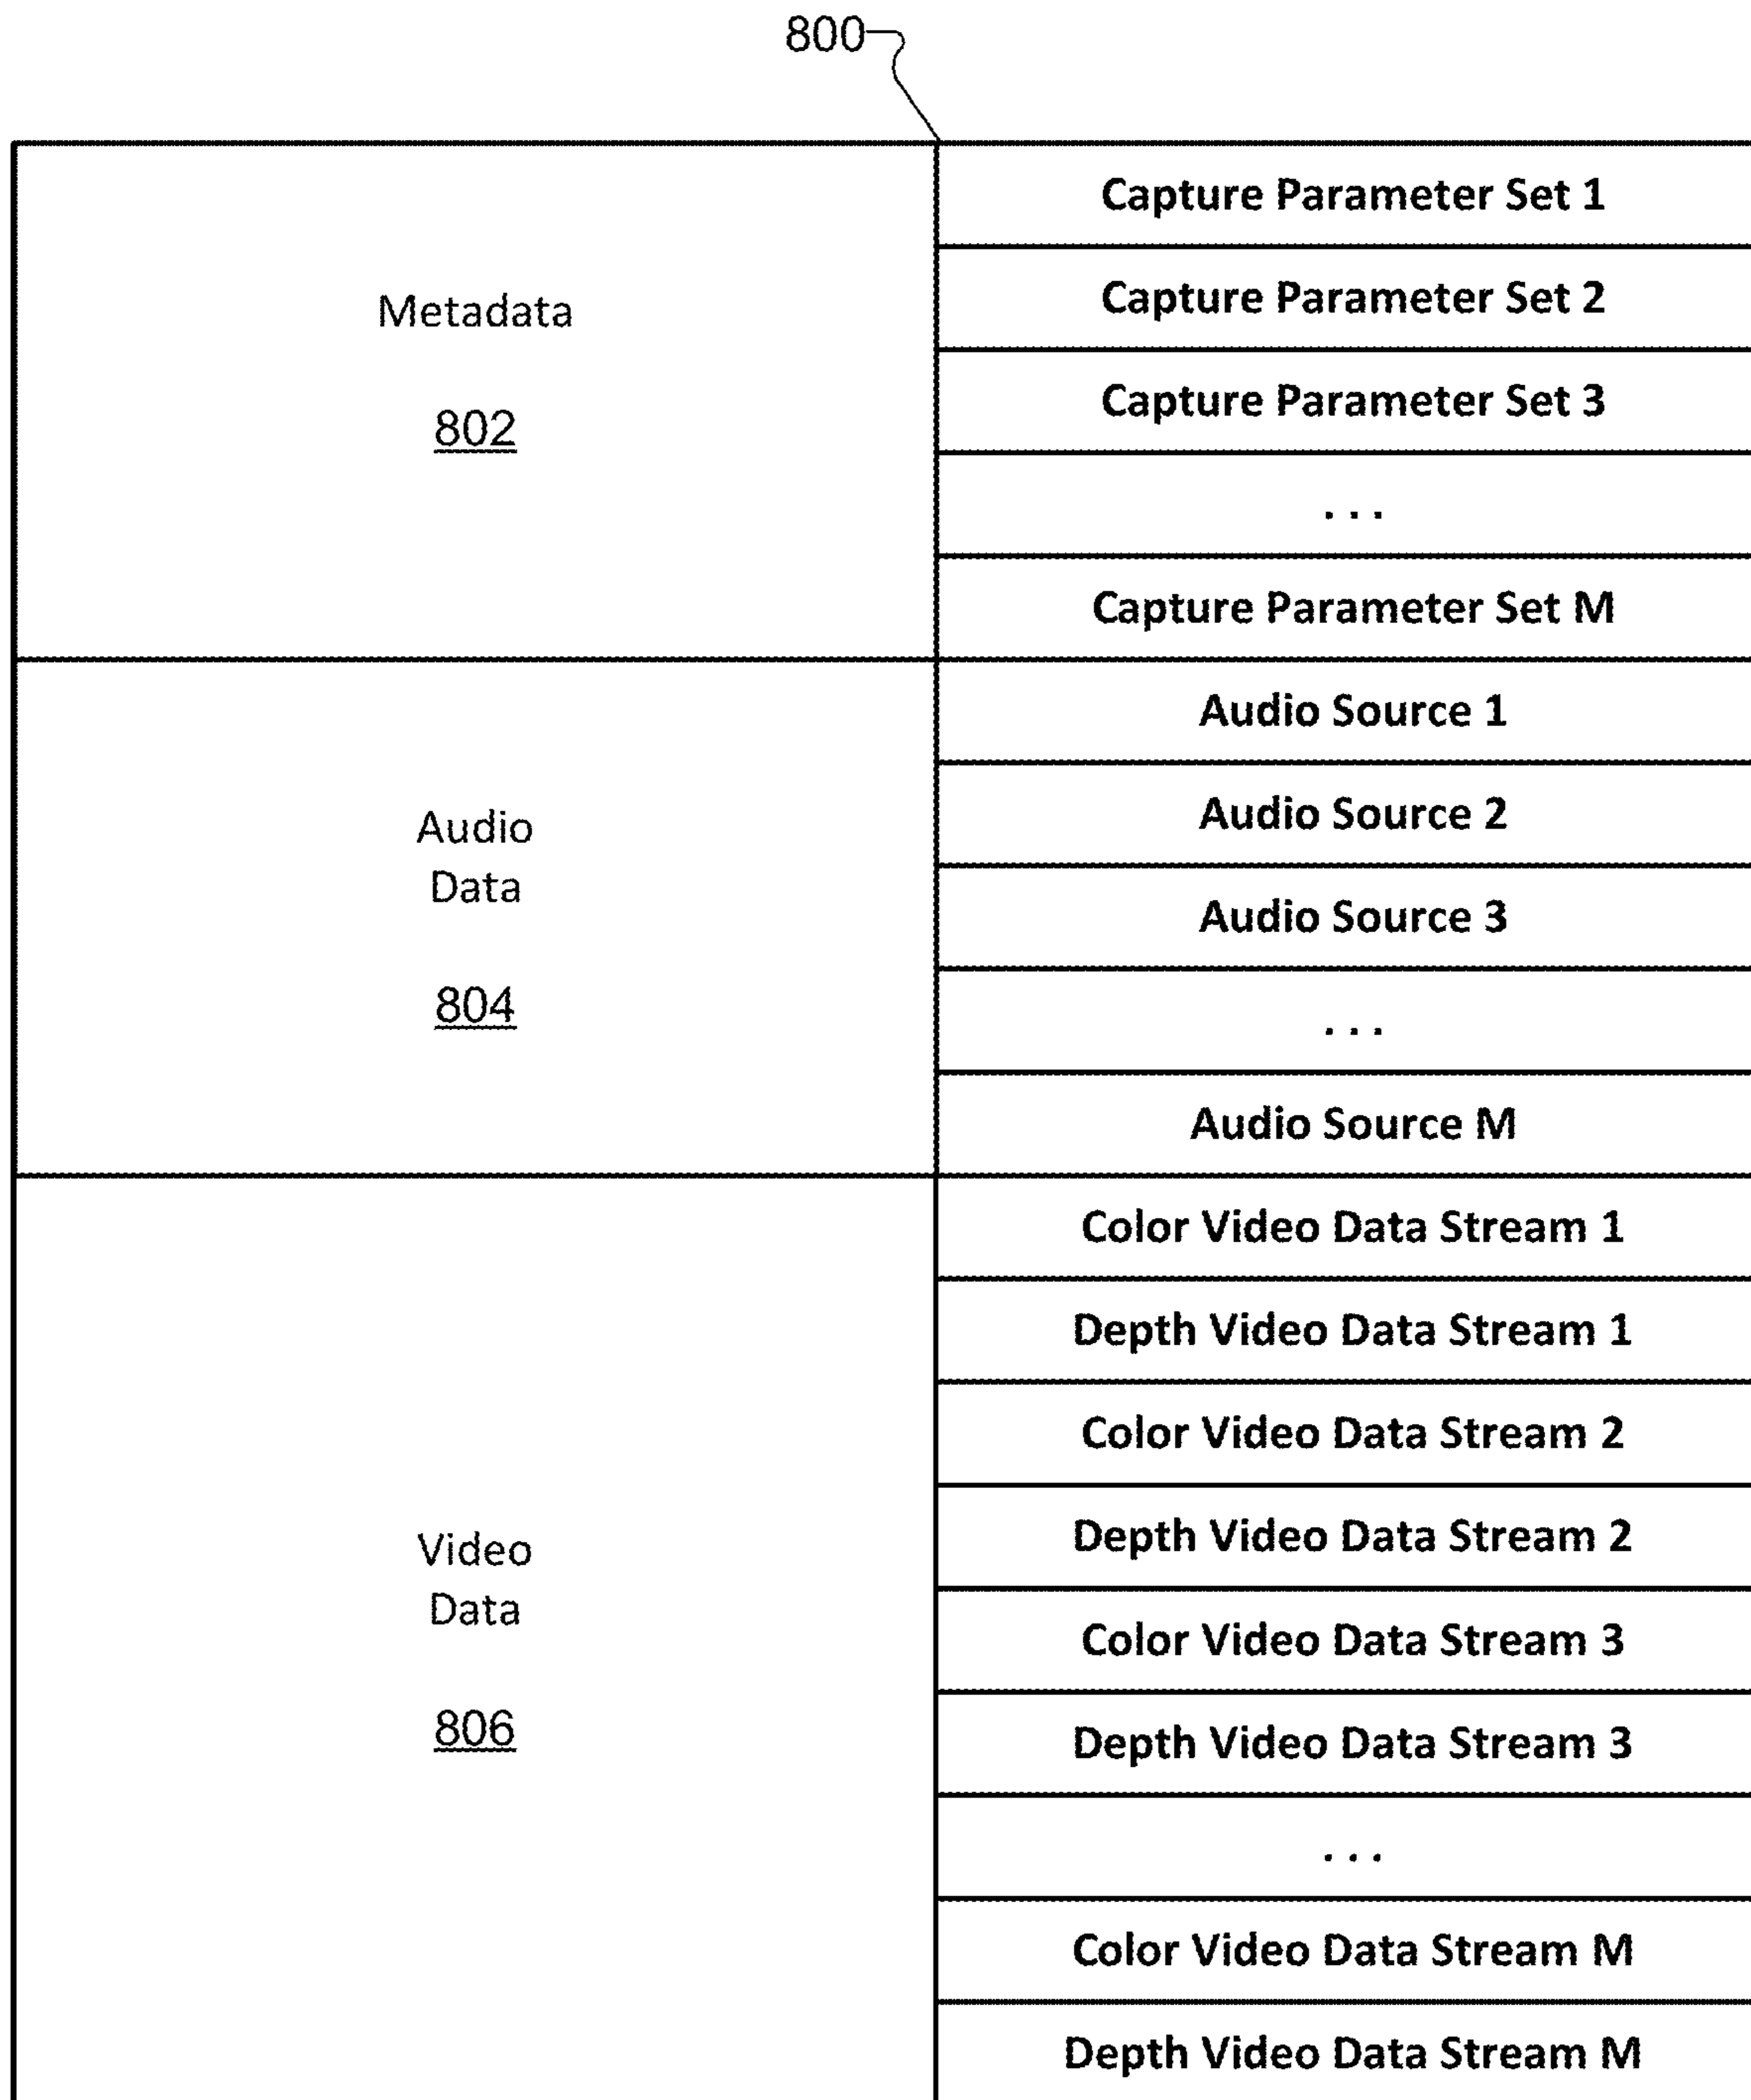 800
Metadata
802
Capture Parameter Set 1
Capture Parameter Set 2
Capture Parameter Set 3
. . .
Capture Parameter Set M
Audio
Data
804
Audio Source 1
Audio Source 2
Audio Source 3
. . .
Audio Source M
Video
Data
806
Color Video Data Stream 1
Depth Video Data Stream 1
Color Video Data Stream 2
Depth Video Data Stream 2
Color Video Data Stream 3
Depth Video Data Stream 3
. . .
Color Video Data Stream M
Depth Video Data Stream M